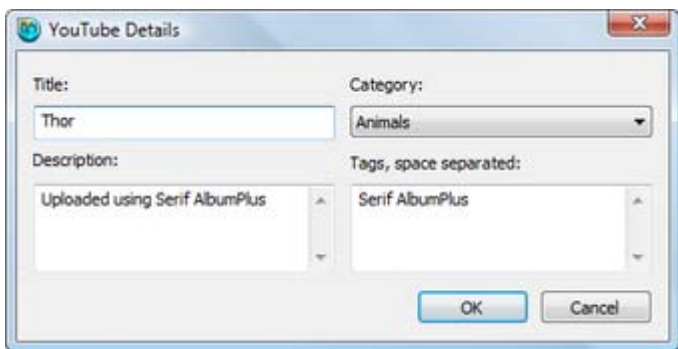 YouTube Details
Title:
Category:
Thor
Animals
Description:
Tags, space separated:
Uploaded using Serif AlbumPlus
Serif AlbumPlus
OK
Cancel